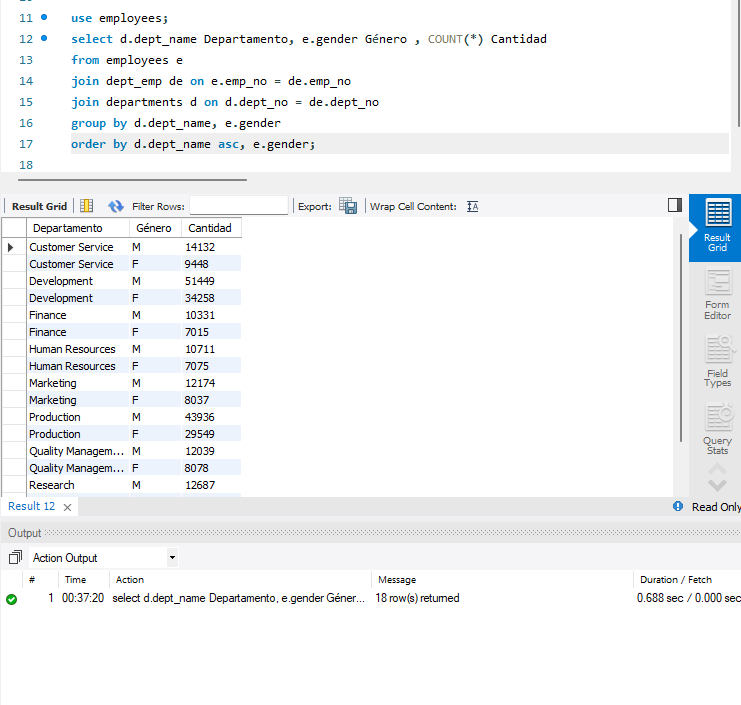 11 use employees;
12 select d.dept_name Departamento, e.gender Género , COUNT(*) Cantidad
13 from employees e
14 join dept_emp de on e.emp_no = de.emp_no
15 join departments d on d.dept_no = de.dept_no
16 group by d.dept_name, e.gender
17 order by d.dept_name asc, e.gender;
18
Result Grid Filter Rows: Export: Wrap Cell Content: IA
Departamento Género Cantidad
Customer Service M 14132
Customer Service F 9448
Development M 51449
Development F 34258
Finance M 10331
Finance F 7015
Human Resources M 10711
Human Resources F 7075
Marketing M 12174
Marketing F 8037
Production M 43936
Production F 29549
Quality Managem... M 12039
Quality Managem... F 8078
Research M 12687
Result Grid
Form Editor
Field Types
Query Stats
Result 12 Read Only
Output
Action Output
# Time Action Message Duration / Fetch
1 00:37:20 select d.dept_name Departamento, e.gender Géner... 18 row(s) returned 0.688 sec / 0.000 sec